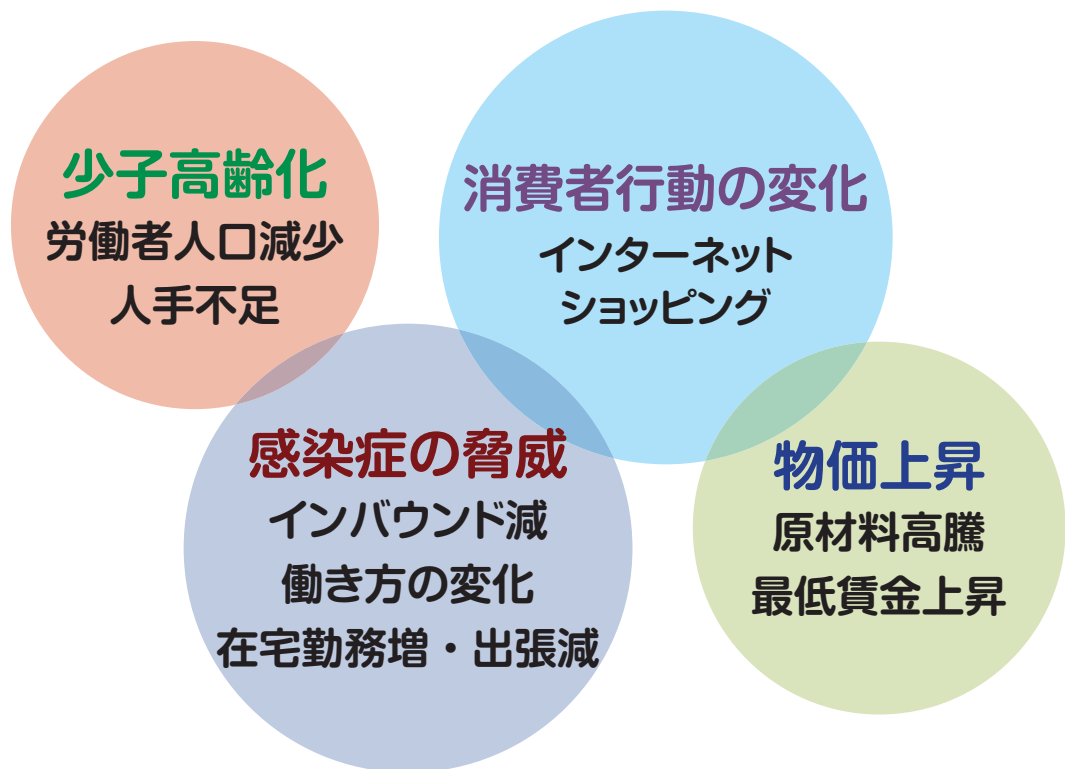 少子高齢化
労働者人口減少
人手不足
消費者行動の変化
インターネット
ショッピング
感染症の脅威
インバウンド減
働き方の変化
在宅勤務増・出張減
物価上昇
原材料高騰
最低賃金上昇